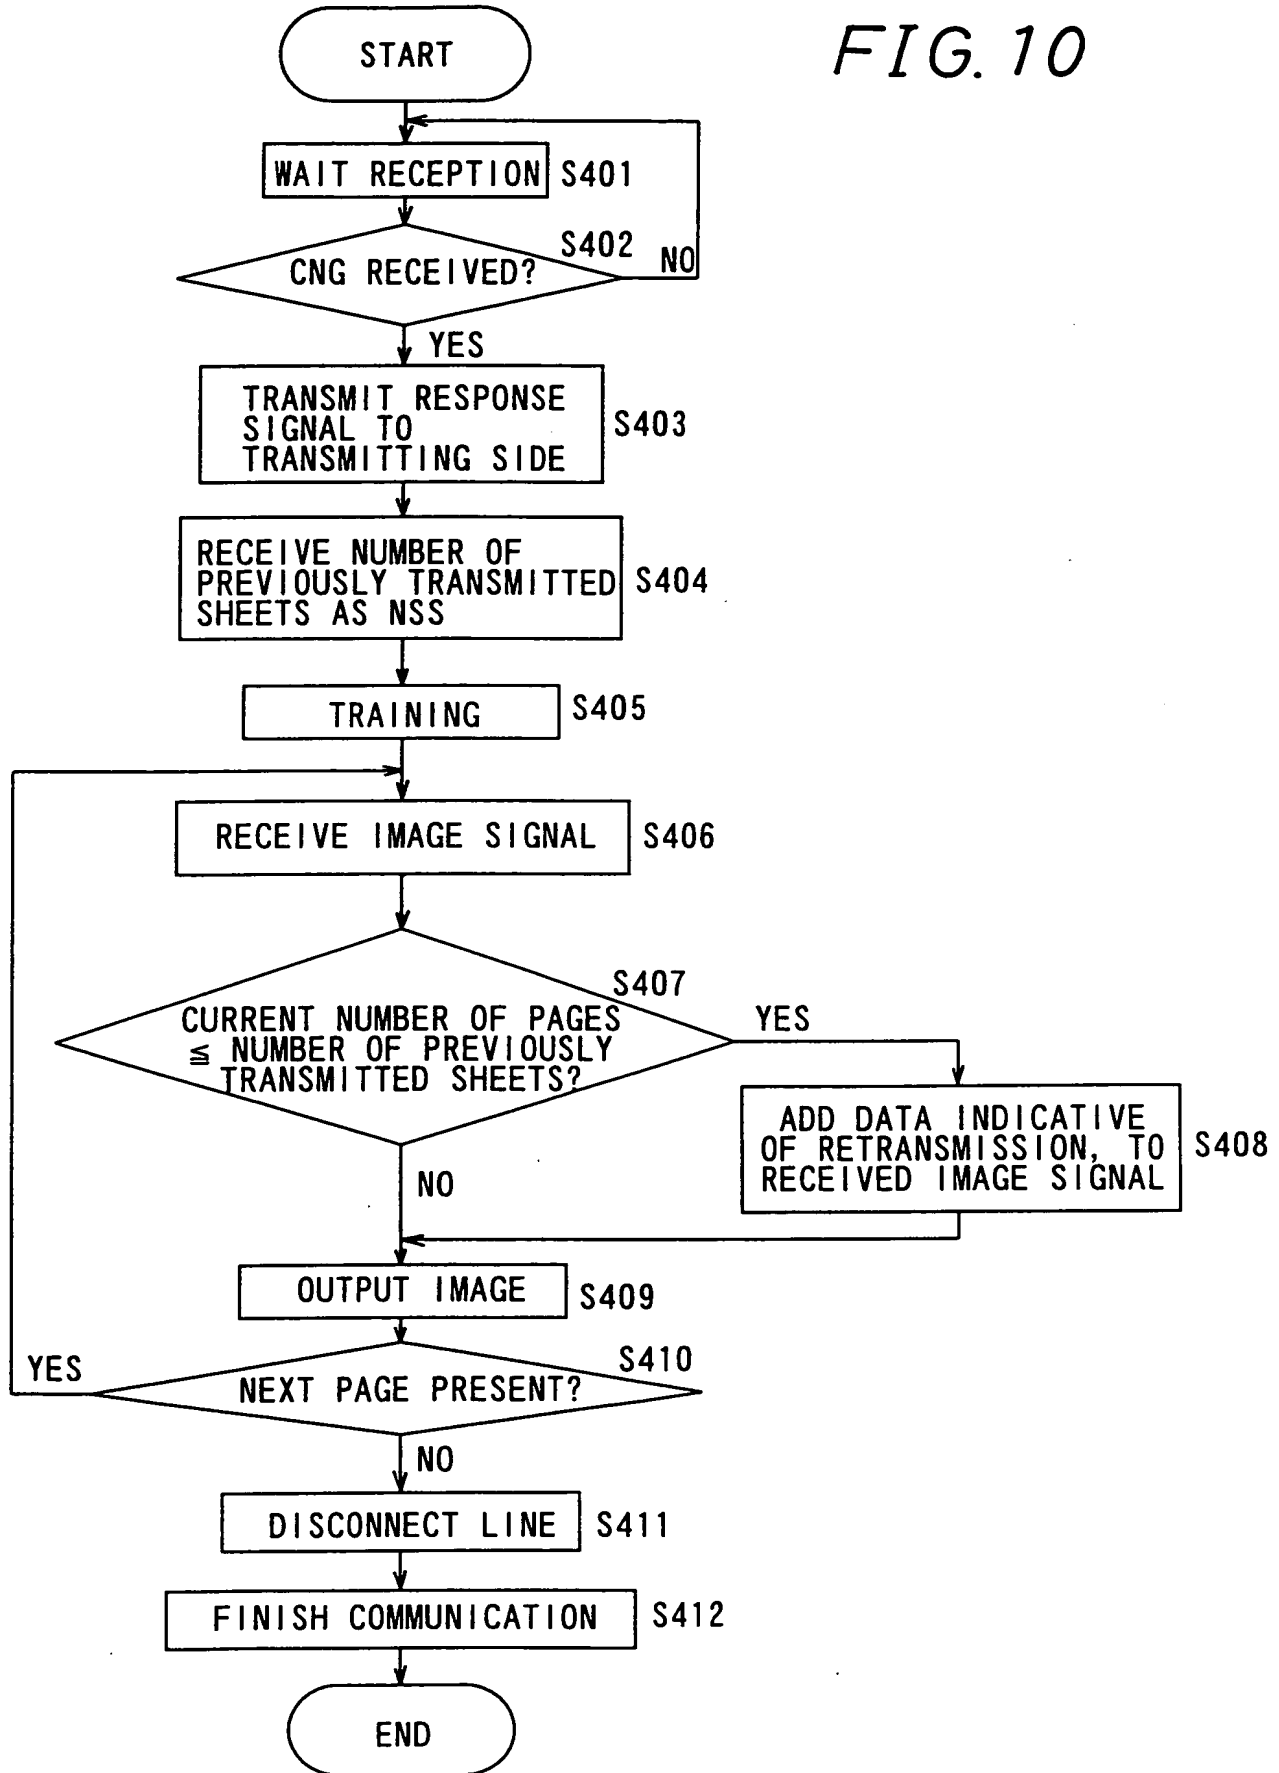 FIG. 10
START
WAIT RECEPTION
S401
S402
CNG RECEIVED?
NO
YES
TRANSMIT RESPONSE
SIGNAL TO
TRANSMITTING SIDE
S403
RECEIVE NUMBER OF
PREVIOUSLY TRANSMITTED
SHEETS AS NSS
S404
TRAINING
S405
RECEIVE IMAGE SIGNAL
S406
S407
CURRENT NUMBER OF PAGES
≦ NUMBER OF PREVIOUSLY
TRANSMITTED SHEETS?
YES
NO
ADD DATA INDICATIVE
OF RETRANSMISSION, TO
RECEIVED IMAGE SIGNAL
S408
OUTPUT IMAGE
S409
S410
NEXT PAGE PRESENT?
YES
NO
DISCONNECT LINE
S411
FINISH COMMUNICATION
S412
END